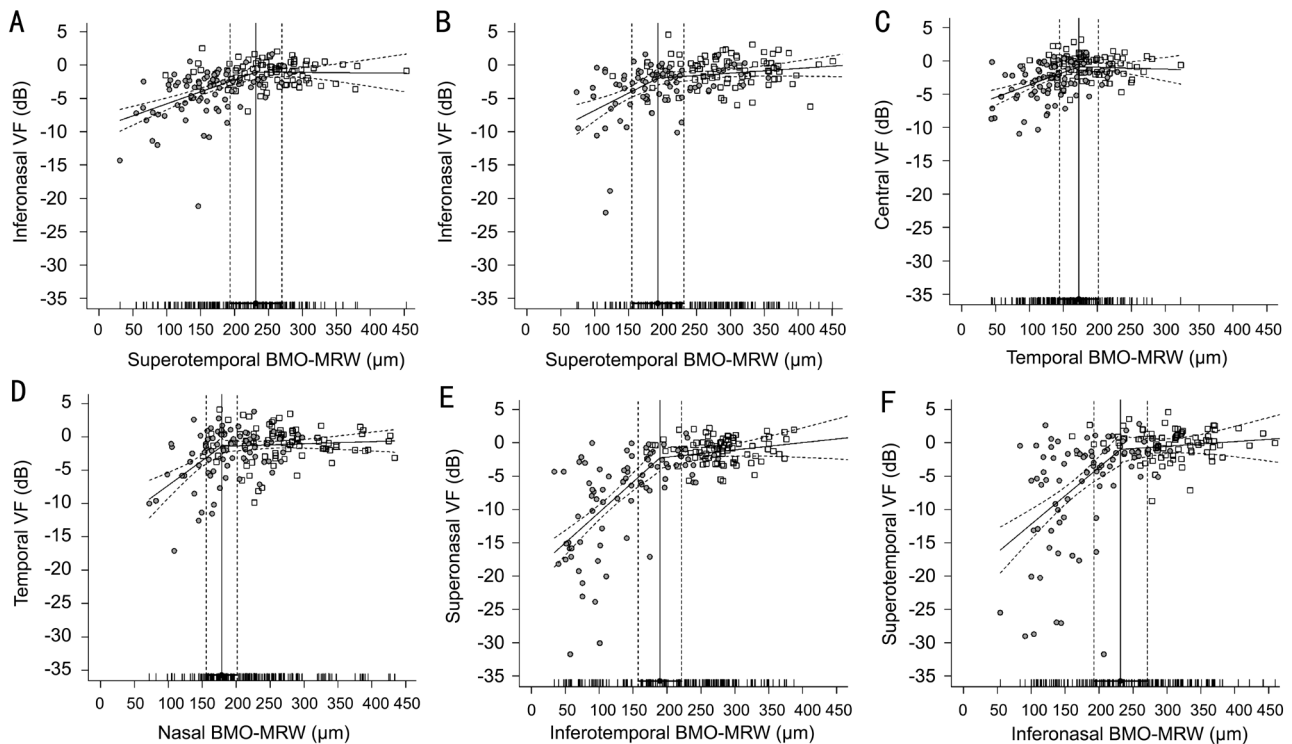 A
5
0
-5
-10
-15
-20
-25
-30
-35
Inferonasal VF (dB)
0 50 100 150 200 250 300 350 400 450
Superotemporal BMO-MRW (μm)
B
5
0
-5
-10
-15
-20
-25
-30
-35
Inferonasal VF (dB)
0 50 100 150 200 250 300 350 400 450
Superotemporal BMO-MRW (μm)
C
5
0
-5
-10
-15
-20
-25
-30
-35
Central VF (dB)
0 50 100 150 200 250 300 350 400 450
Temporal BMO-MRW (μm)
D
5
0
-5
-10
-15
-20
-25
-30
-35
Temporal VF (dB)
0 50 100 150 200 250 300 350 400 450
Nasal BMO-MRW (μm)
E
5
0
-5
-10
-15
-20
-25
-30
-35
Superonasal VF (dB)
0 50 100 150 200 250 300 350 400 450
Inferotemporal BMO-MRW (μm)
F
5
0
-5
-10
-15
-20
-25
-30
-35
Superotemporal VF (dB)
0 50 100 150 200 250 300 350 400 450
Inferonasal BMO-MRW (μm)